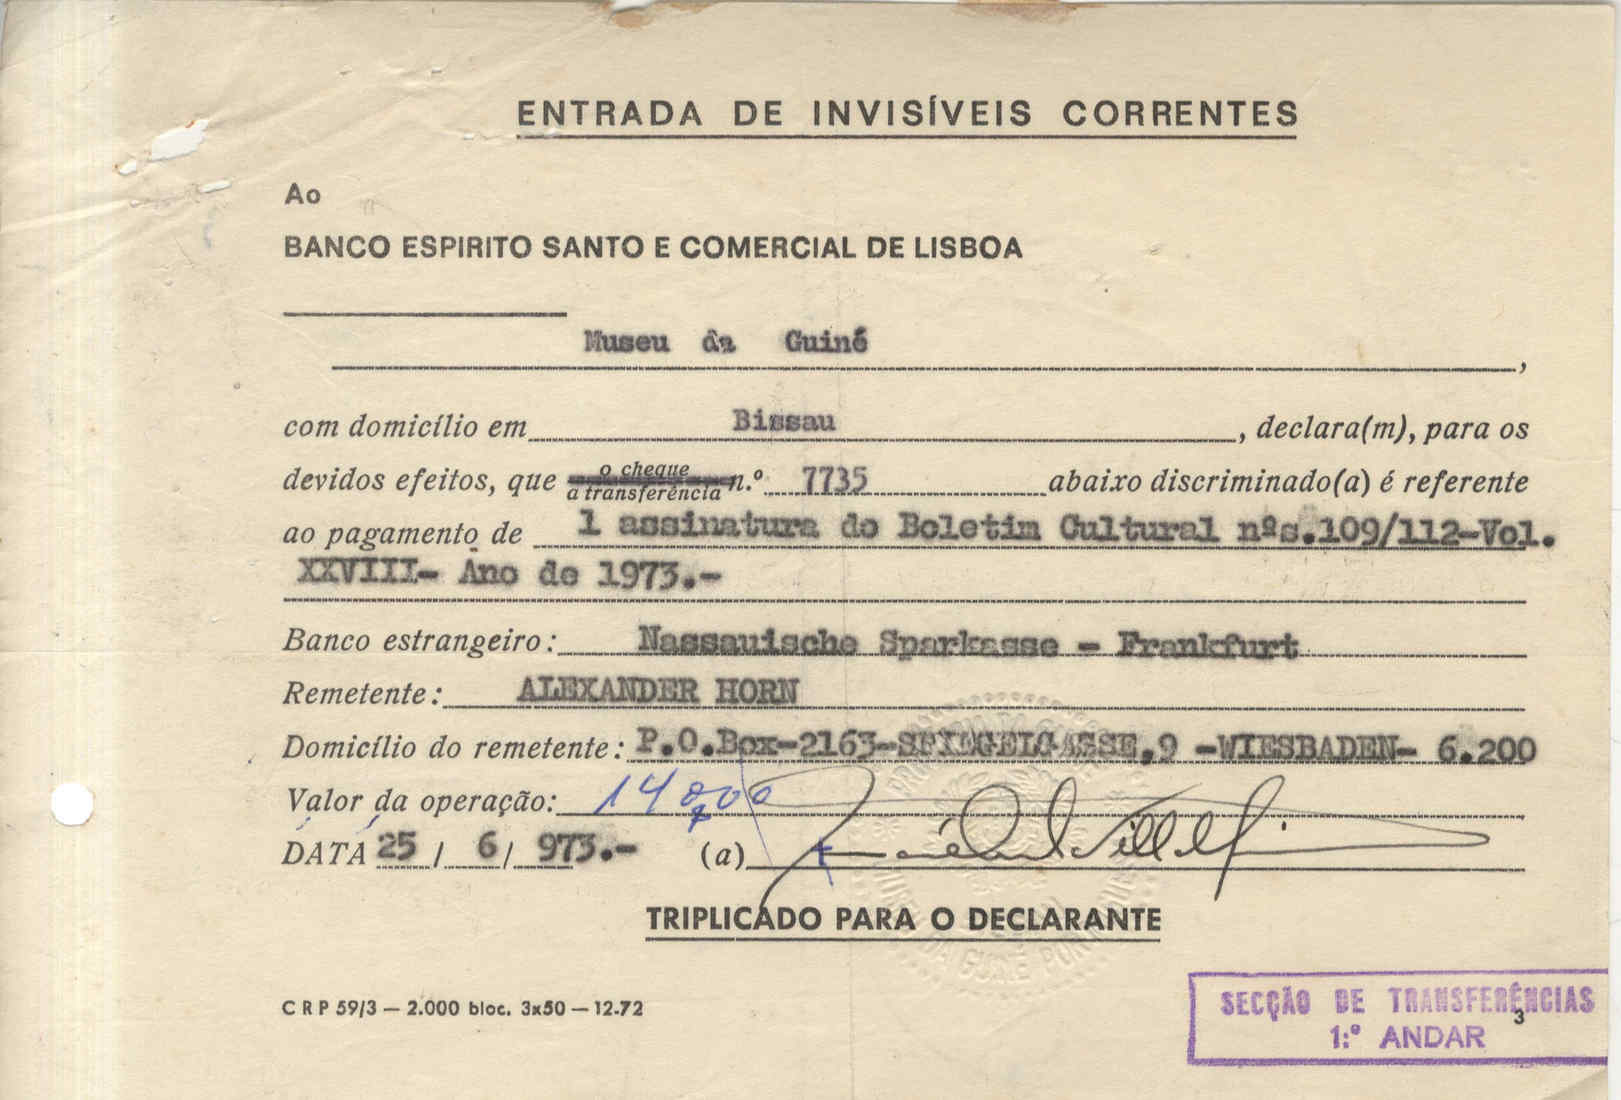 ENTRADA DE INVISÍVEIS CORRENTES
Ao
BANCO ESPIRITO SANTO E COMERCIAL DE LISBOA
Museu da Guiné,
com domicílio em Bissau, declara(m), para os
devidos efeitos, que o cheque a transferência n.º 7735 abaixo discriminado(a) é referente
ao pagamento de 1 assinatura do Boletim Cultural nºs.109/112-Vol.
XXVIII- Ano de 1973.-
Banco estrangeiro: Nassauische Sparkasse - Frankfurt
Remetente: ALEXANDER HORN
Domicílio do remetente: P.O.Box-2163-SPIEGELGASSE,9 -WIESBADEN- 6.200
Valor da operação:
DATA 25 / 6 / 973.- (a)
TRIPLICADO PARA O DECLARANTE
DA GUINÉ
CRP 59/3 — 2.000 bloc. 3x50 — 12-72
SECÇÃO DE TRANSFERÊNCIAS
3
1.º ANDAR